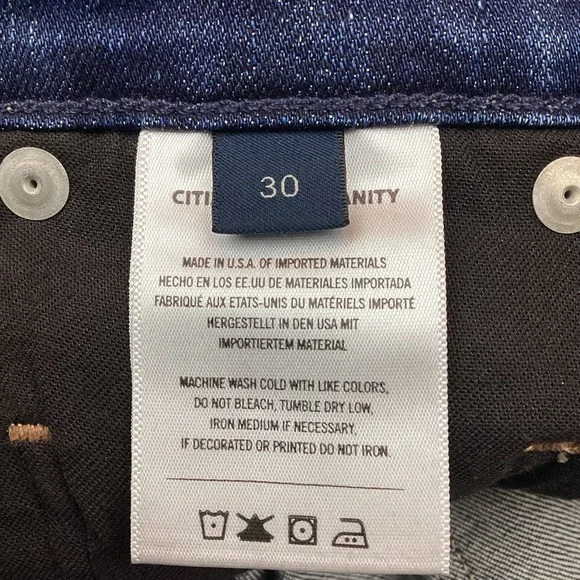 30
CITI ANITY
MADE IN U.S.A. OF IMPORTED MATERIALS
HECHO EN LOS EE.UU DE MATERIALES IMPORTADA
FABRIQUÉ AUX ETATS-UNIS DU MATÉRIELS IMPORTÉ
HERGESTELLT IN DEN USA MIT
IMPORTIERTEM MATERIAL
MACHINE WASH COLD WITH LIKE COLORS,
DO NOT BLEACH, TUMBLE DRY LOW,
IRON MEDIUM IF NECESSARY,
IF DECORATED OR PRINTED DO NOT IRON.